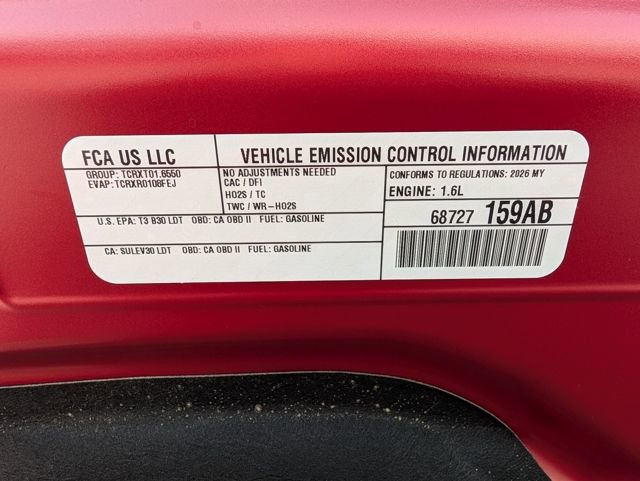 FCA US LLC
VEHICLE EMISSION CONTROL INFORMATION
GROUP: TCRXT01.6550
EVAP: TCRXR0108FEJ
NO ADJUSTMENTS NEEDED
CAC / DFI
HO2S / TC
TWC / WR-HO2S
CONFORMS TO REGULATIONS: 2026 MY
ENGINE: 1.6L
U.S. EPA: T3 B30 LDT OBD: CA OBD II FUEL: GASOLINE
CA: SULEV30 LDT OBD: CA OBD II FUEL: GASOLINE
68727 159AB